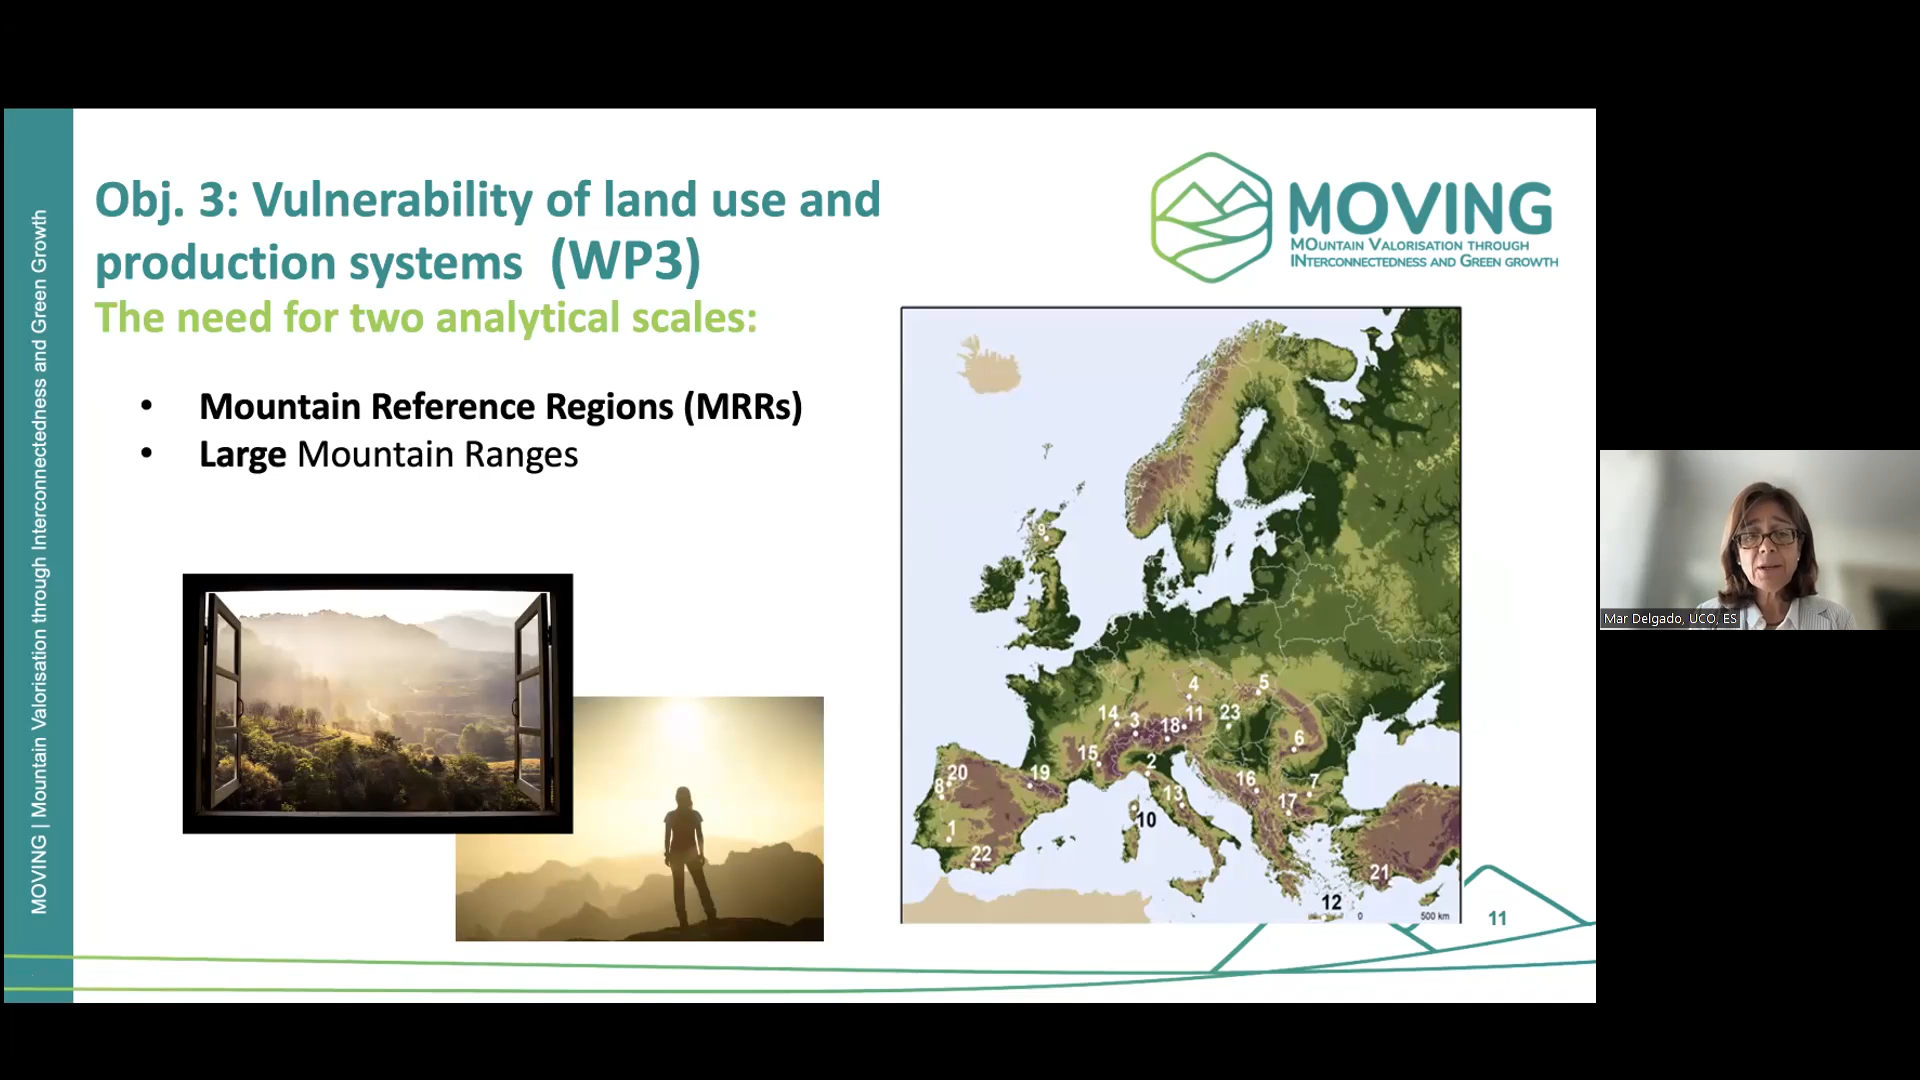 MOVING | Mountain Valorisation through Interconnectedness and Green Growth
Obj. 3: Vulnerability of land use and
production systems (WP3)
The need for two analytical scales:
• Mountain Reference Regions (MRRs)
• Large Mountain Ranges
MOVING
MOUNTAIN VALORISATION THROUGH
INTERCONNECTEDNESS AND GREEN GROWTH
9
4
5
14
3
18
11
23
15
2
6
20
8
19
13
16
7
17
10
1
22
21
12
0
500 km
11
Mar Delgado, UCO, ES